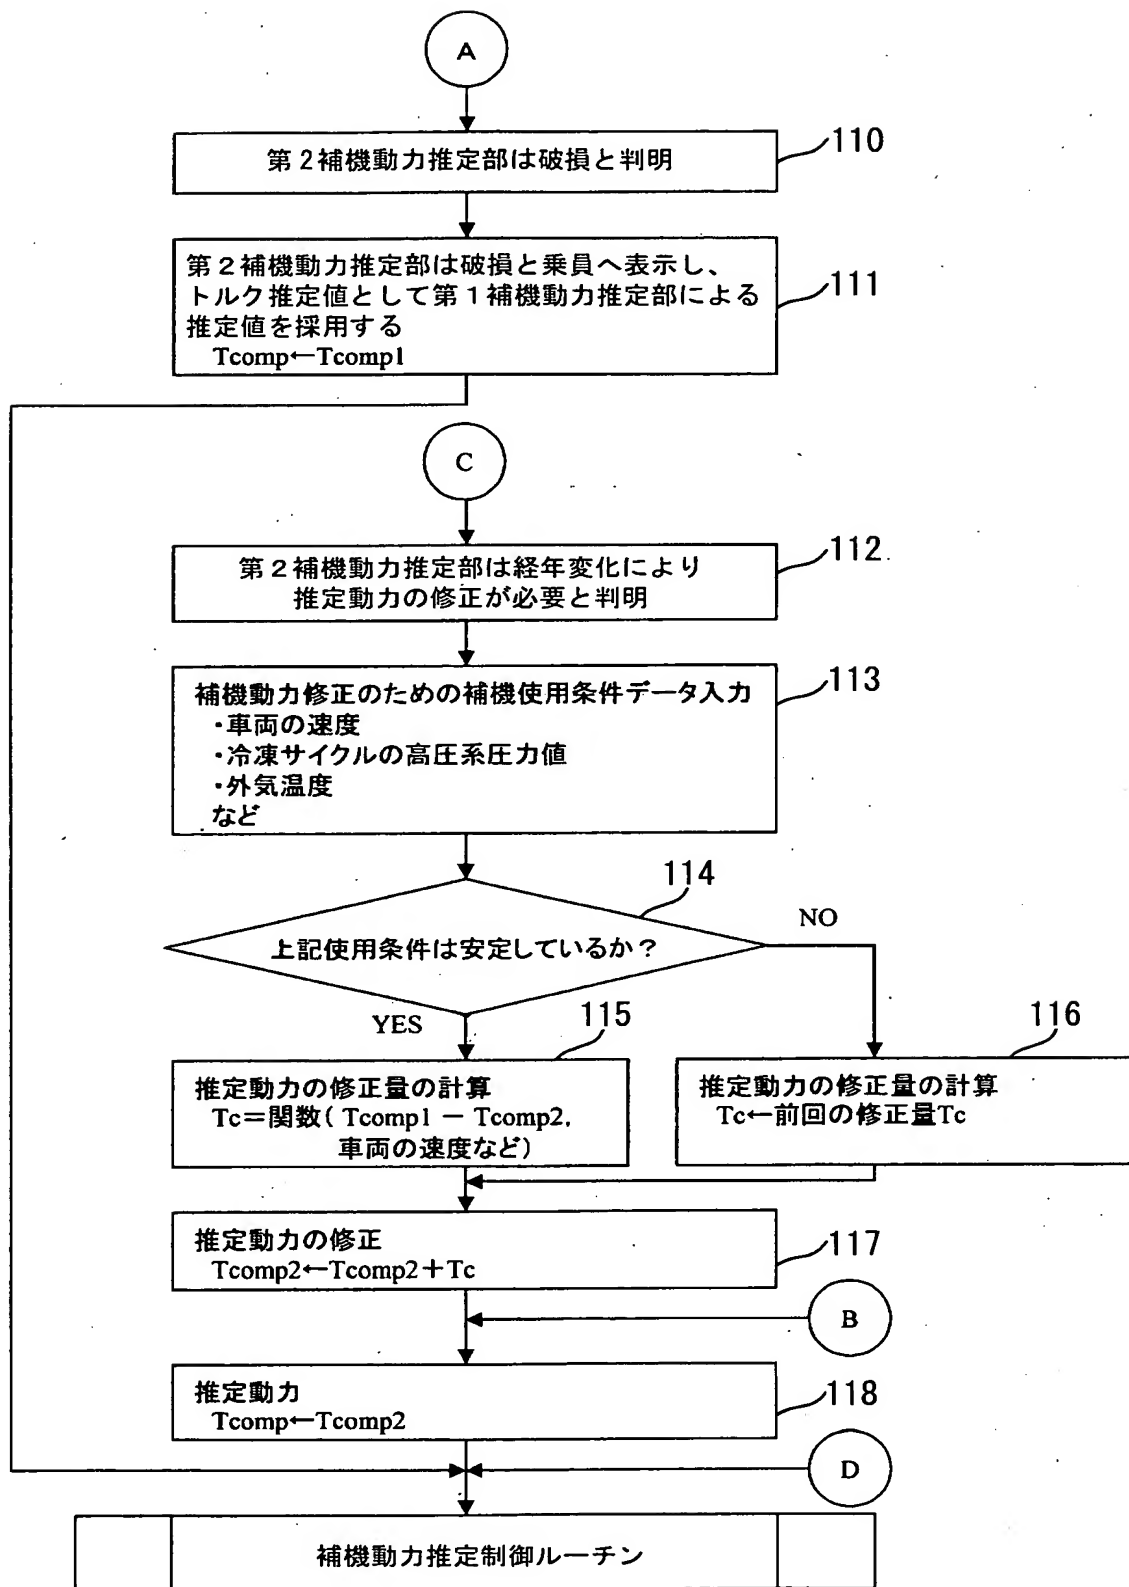 A
第2補機動力推定部は破損と判明
110
第2補機動力推定部は破損と乗員へ表示し、
トルク推定値として第1補機動力推定部による
推定値を採用する
Tcomp←Tcomp1
111
C
第2補機動力推定部は経年変化により
推定動力の修正が必要と判明
112
補機動力修正のための補機使用条件データ入力
・車両の速度
・冷凍サイクルの高圧系圧力値
・外気温度
など
113
114
上記使用条件は安定しているか?
NO
YES
115
推定動力の修正量の計算
Tc=関数(Tcomp1-Tcomp2,
車両の速度など)
116
推定動力の修正量の計算
Tc←前回の修正量Tc
推定動力の修正
Tcomp2←Tcomp2+Tc
117
B
推定動力
Tcomp←Tcomp2
118
D
補機動力推定制御ルーチン